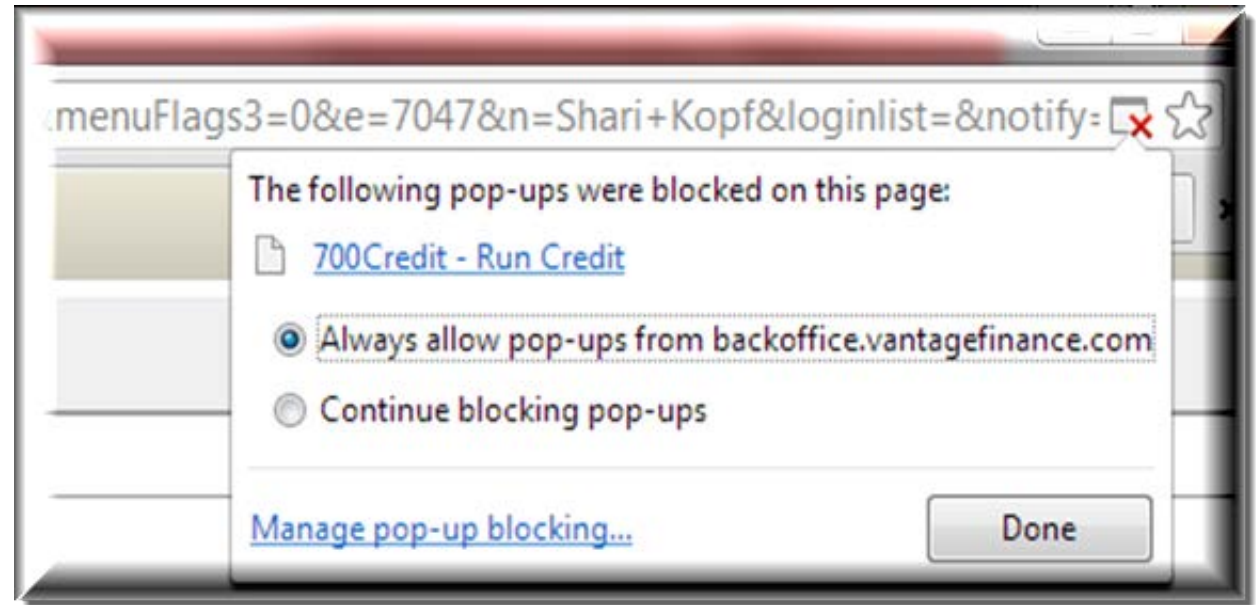 menuFlags3=0&e=7047&n=Shari+Kopf&loginlist=&notify=
The following pop-ups were blocked on this page:
700Credit - Run Credit
Always allow pop-ups from backoffice.vantagefinance.com
Continue blocking pop-ups
Manage pop-up blocking...
Done